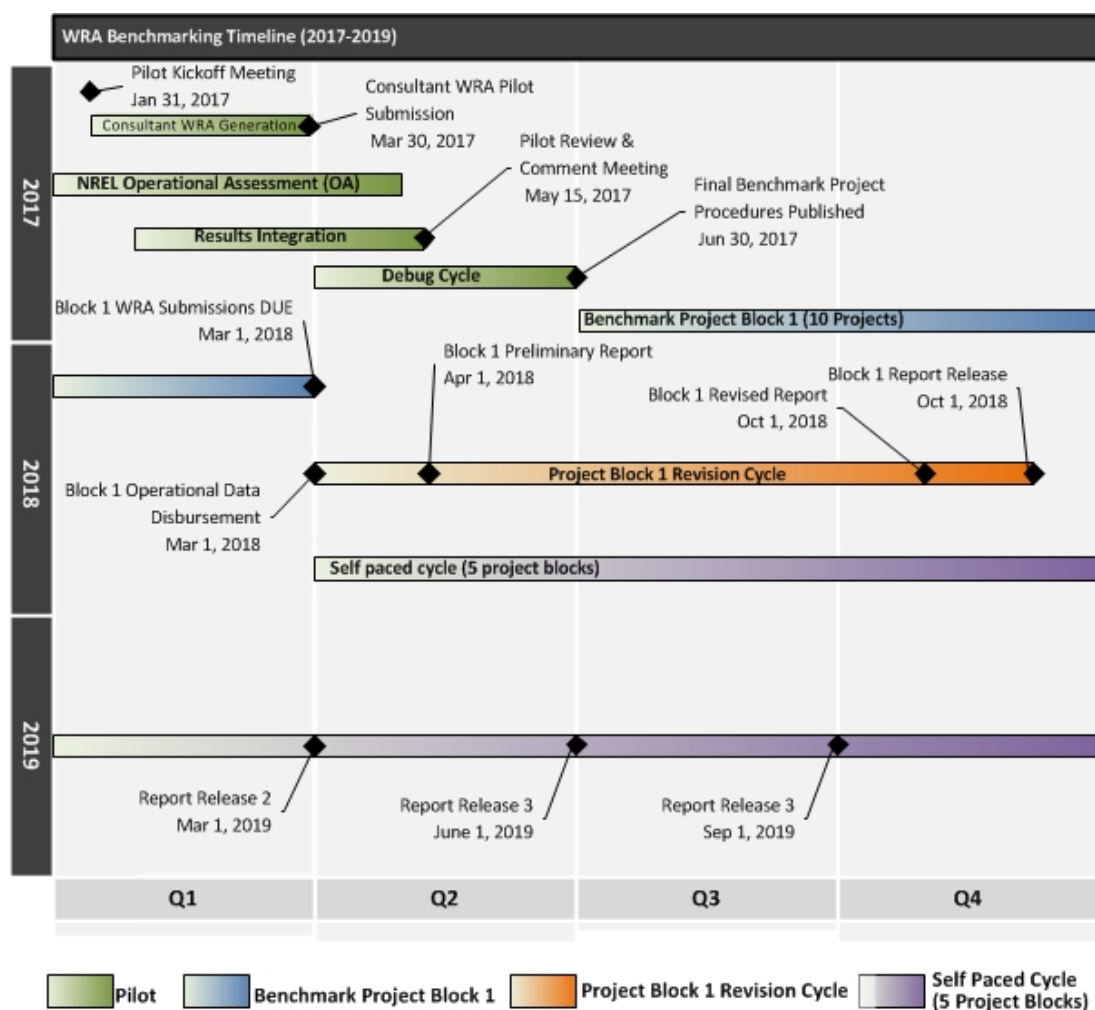 WRA Benchmarking Timeline (2017-2019)
2017
Pilot Kickoff Meeting
Jan 31, 2017
Consultant WRA Generation
Consultant WRA Pilot
Submission
Mar 30, 2017
NREL Operational Assessment (OA)
Pilot Review &
Comment Meeting
May 15, 2017
Results Integration
Final Benchmark Project
Procedures Published
Jun 30, 2017
Debug Cycle
Benchmark Project Block 1 (10 Projects)
2018
Block 1 WRA Submissions DUE
Mar 1, 2018
Block 1 Preliminary Report
Apr 1, 2018
Block 1 Revised Report
Oct 1, 2018
Block 1 Report Release
Oct 1, 2018
Project Block 1 Revision Cycle
Block 1 Operational Data
Disbursement
Mar 1, 2018
Self paced cycle (5 project blocks)
2019
Report Release 2
Mar 1, 2019
Report Release 3
June 1, 2019
Report Release 3
Sep 1, 2019
Q1
Q2
Q3
Q4
Pilot
Benchmark Project Block 1
Project Block 1 Revision Cycle
Self Paced Cycle
(5 Project Blocks)